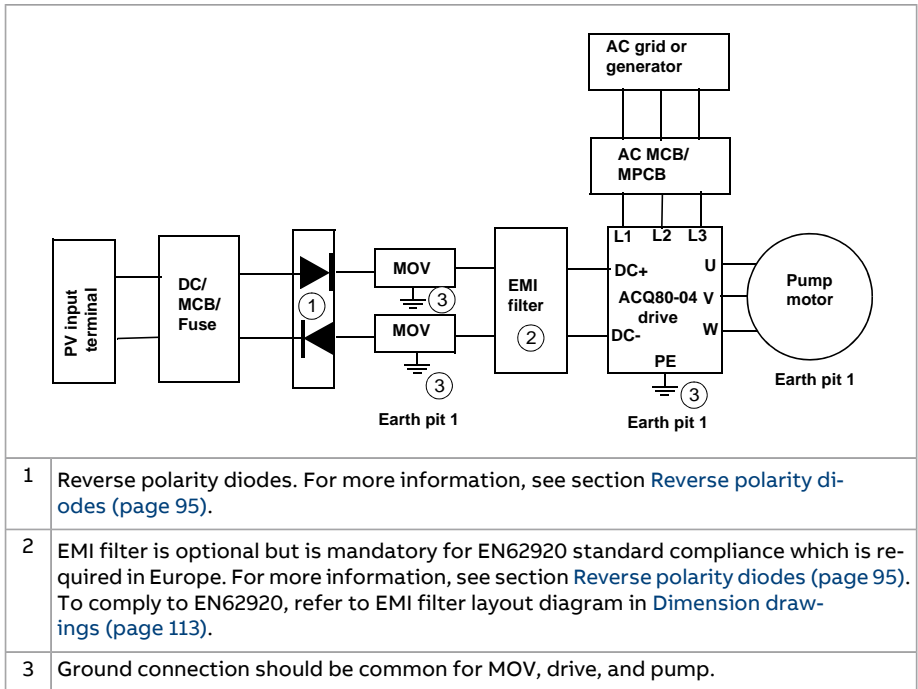 AC grid or
generator
AC MCB/
MPCB
L1 L2 L3
PV input
terminal
DC/
MCB/
Fuse
1
MOV
3
MOV
3
Earth pit 1
EMI
filter
2
DC+
ACQ80-04
drive
DC-
U
V
W
PE
3
Earth pit 1
Pump
motor
Earth pit 1
1 Reverse polarity diodes. For more information, see section Reverse polarity di-
odes (page 95).
2 EMI filter is optional but is mandatory for EN62920 standard compliance which is re-
quired in Europe. For more information, see section Reverse polarity diodes (page 95).
To comply to EN62920, refer to EMI filter layout diagram in Dimension draw-
ings (page 113).
3 Ground connection should be common for MOV, drive, and pump.